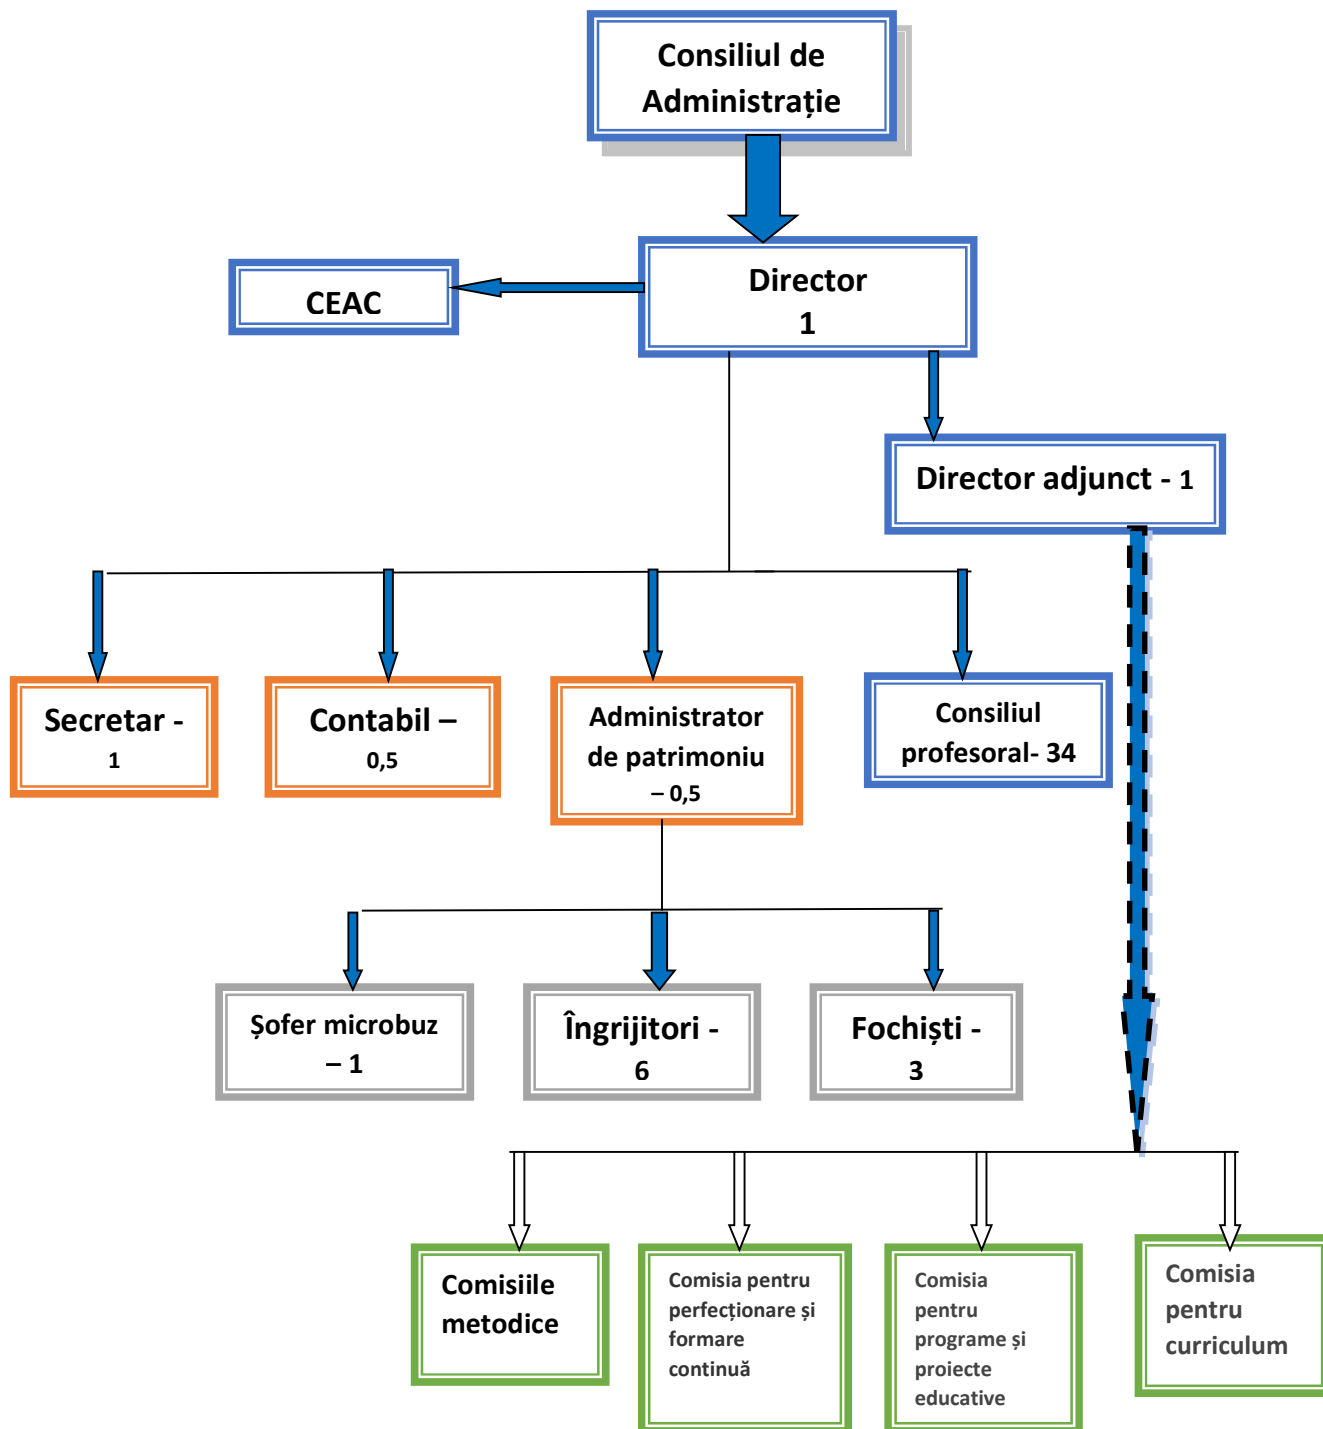 Consiliul de
Administrație
CEAC
Director
1
Director adjunct - 1
Secretar -
1
Contabil –
0,5
Administrator
de patrimoniu
– 0,5
Consiliul
profesoral- 34
Șofer microbuz
– 1
Îngrijitori -
6
Fochiști -
3
Comisiile
metodice
Comisia pentru
perfecționare și
formare
continuă
Comisia
pentru
programe și
proiecte
educative
Comisia
pentru
curriculum